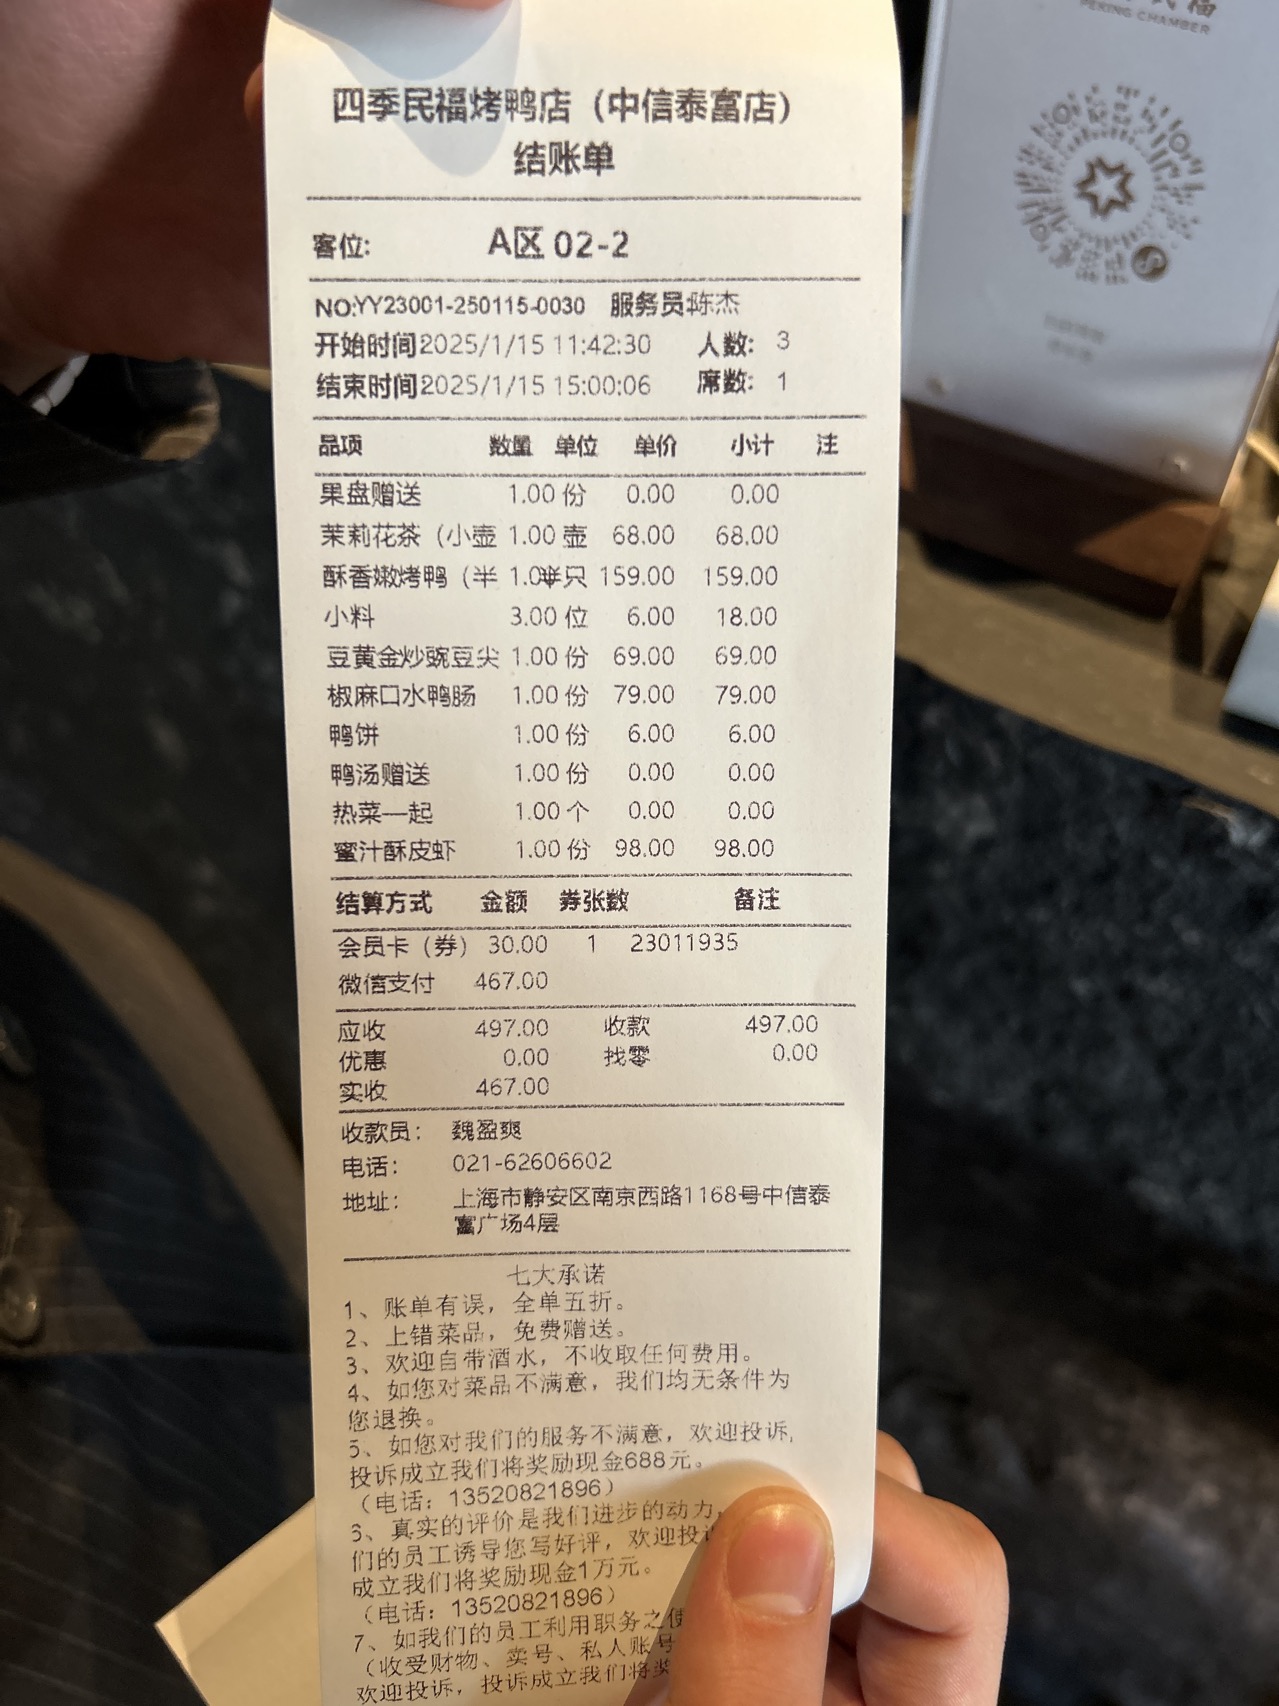 PEKING CHAMBER
四季民福烤鸭店（中信泰富店）
结账单
客位: A区 02-2
NO:YY23001-250115-0030 服务员:陈杰
开始时间2025/1/15 11:42:30 人数: 3
结束时间2025/1/15 15:00:06 席数: 1
品项 数量 单位 单价 小计 注
果盘赠送 1.00 份 0.00 0.00
茉莉花茶（小壶 1.00 壶 68.00 68.00
酥香嫩烤鸭（半 1.0半只 159.00 159.00
小料 3.00 位 6.00 18.00
豆黄金炒豌豆尖 1.00 份 69.00 69.00
椒麻口水鸭肠 1.00 份 79.00 79.00
鸭饼 1.00 份 6.00 6.00
鸭汤赠送 1.00 份 0.00 0.00
热菜一起 1.00 个 0.00 0.00
蜜汁酥皮虾 1.00 份 98.00 98.00
结算方式 金额 券张数 备注
会员卡（券） 30.00 1 23011935
微信支付 467.00
应收 497.00 收款 497.00
优惠 0.00 找零 0.00
实收 467.00
收款员: 魏盈爽
电话: 021-62606602
地址: 上海市静安区南京西路1168号中信泰
富广场4层
七大承诺
1、账单有误，全单五折。
2、上错菜品，免费赠送。
3、欢迎自带酒水，不收取任何费用。
4、如您对菜品不满意，我们均无条件为
您退换。
5、如您对我们的服务不满意，欢迎投诉,
投诉成立我们将奖励现金688元。
（电话：13520821896）
6、真实的评价是我们进步的动力,
们的员工诱导您写好评，欢迎投
成立我们将奖励现金1万元。
（电话：13520821896）
7、如我们的员工利用职务之
（收受财物、卖号、私人账号
欢迎投诉，投诉成立我们将